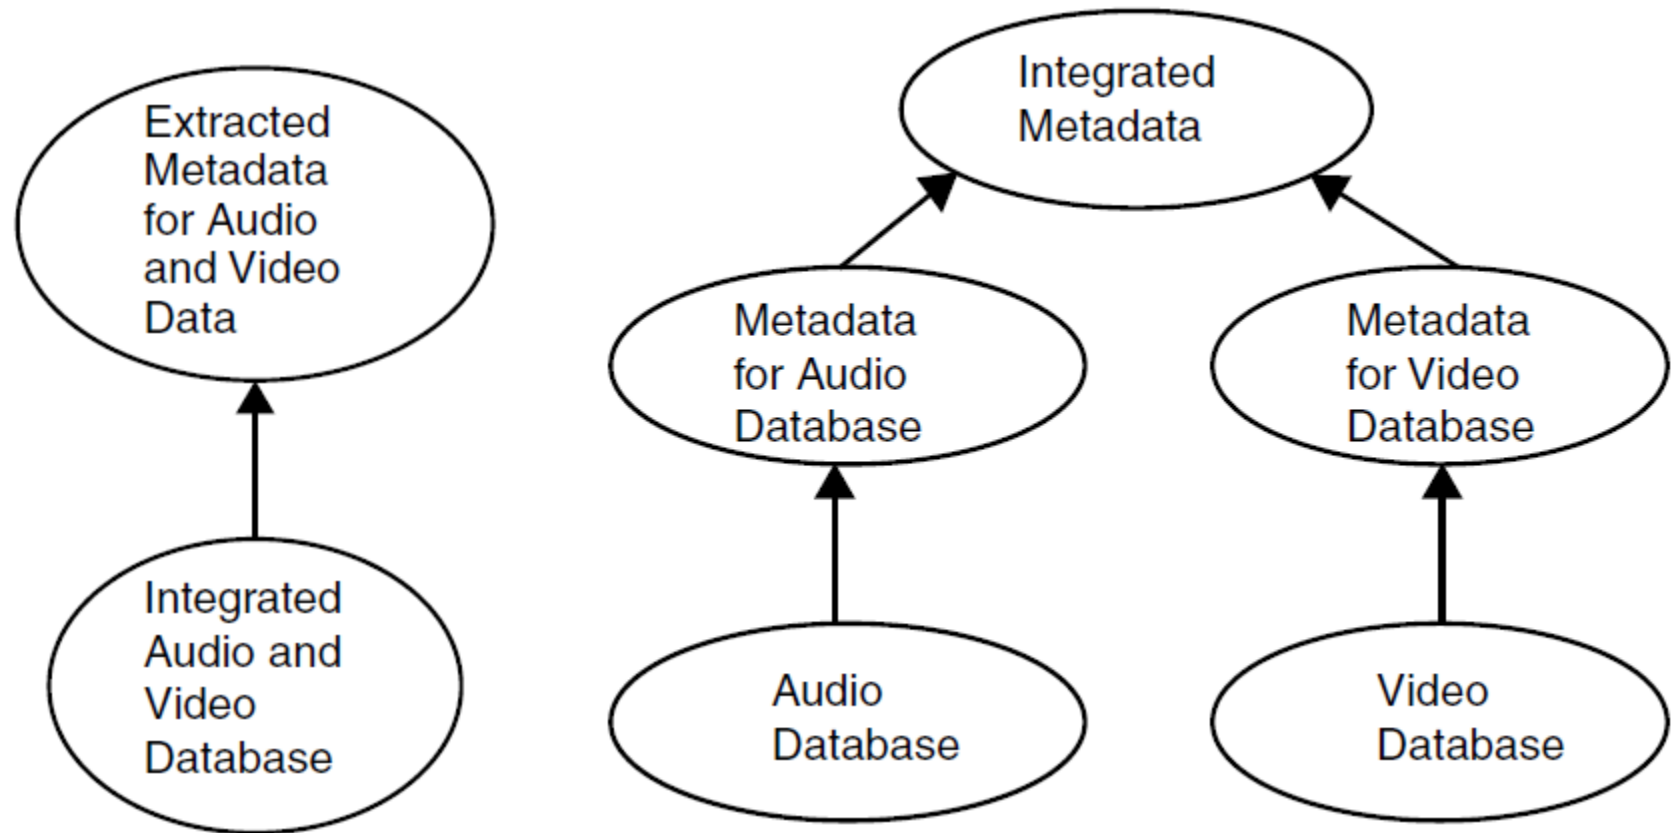 Extracted
Metadata
for Audio
and Video
Data
Integrated
Audio and
Video
Database
Integrated
Metadata
Metadata
for Audio
Database
Metadata
for Video
Database
Audio
Database
Video
Database